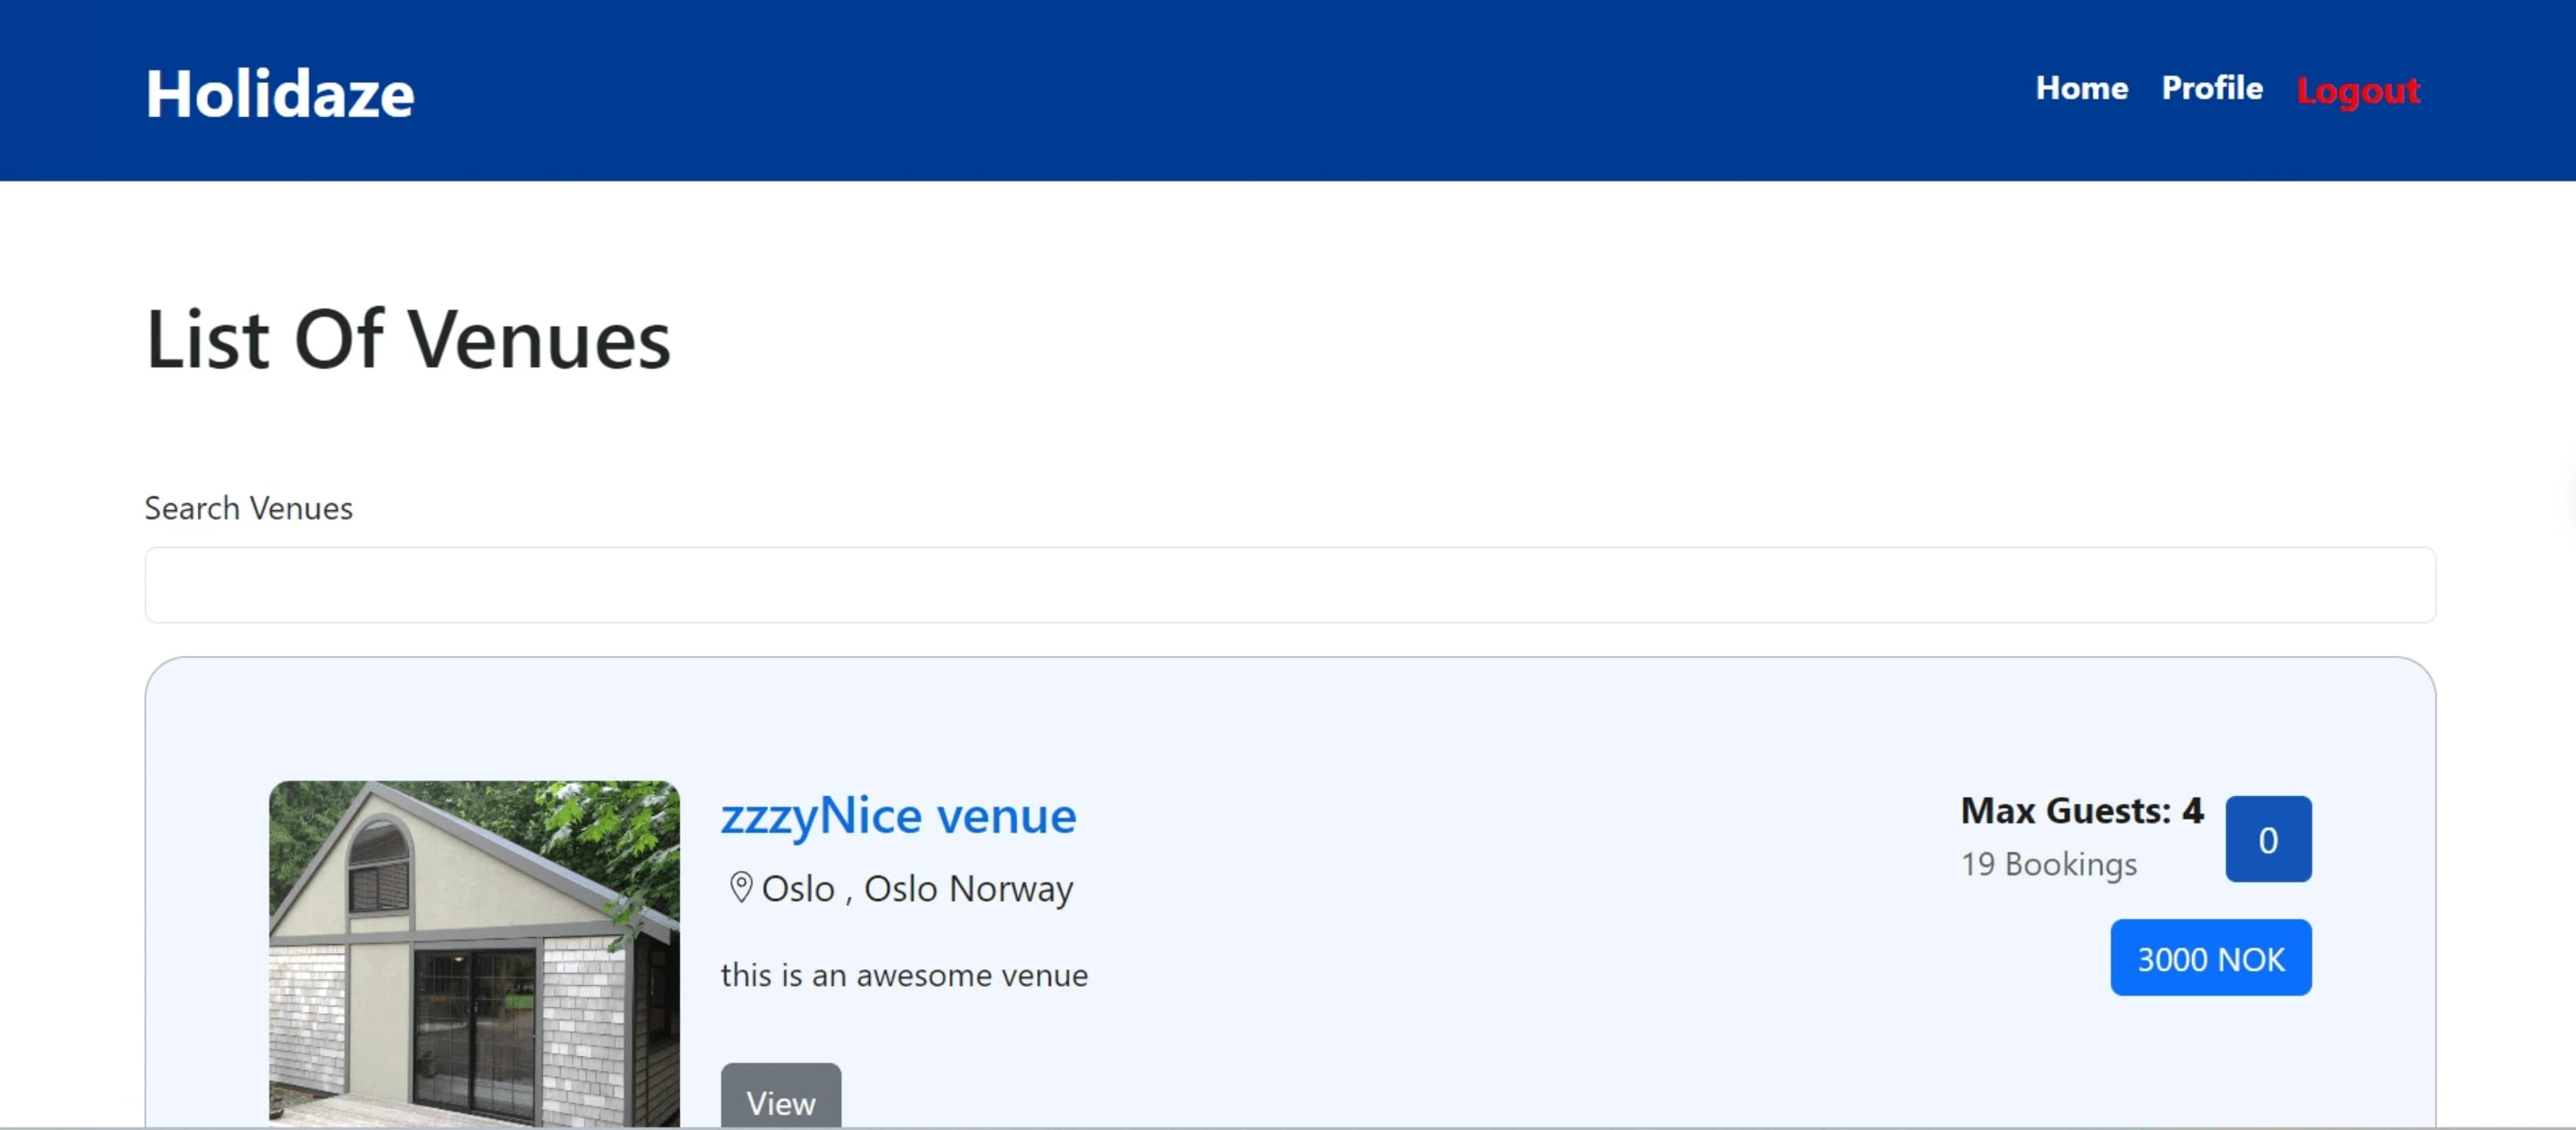 Holidaze
Home Profile Logout
List Of Venues
Search Venues
zzzyNice venue
Oslo , Oslo Norway
this is an awesome venue
View
Max Guests: 4
19 Bookings
0
3000 NOK